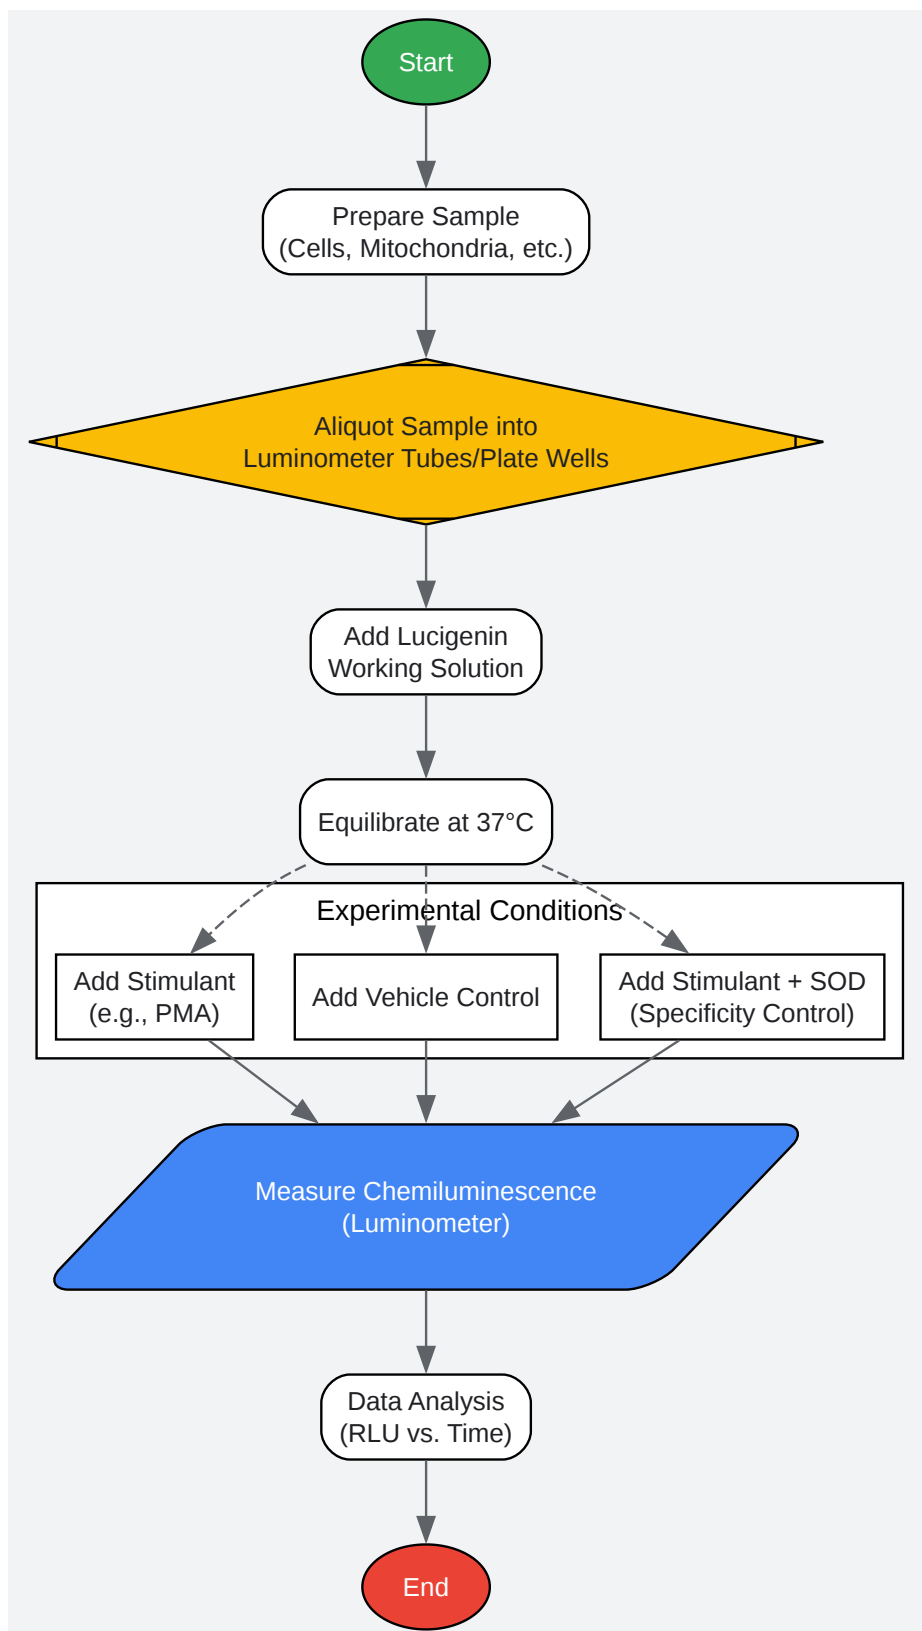 Start
Prepare Sample
(Cells, Mitochondria, etc.)
Aliquot Sample into
Luminometer Tubes/Plate Wells
Add Lucigenin
Working Solution
Equilibrate at 37°C
Experimental Conditions
Add Stimulant
(e.g., PMA)
Add Vehicle Control
Add Stimulant + SOD
(Specificity Control)
Measure Chemiluminescence
(Luminometer)
Data Analysis
(RLU vs. Time)
End